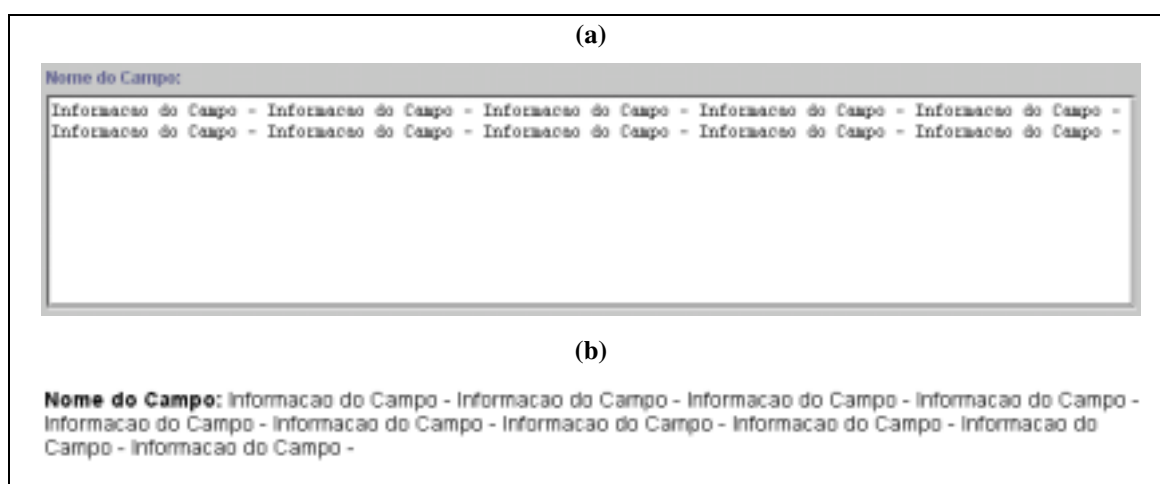 (a)
Nome do Campo:
Informacao do Campo - Informacao do Campo - Informacao do Campo - Informacao do Campo - Informacao do Campo -
Informacao do Campo - Informacao do Campo - Informacao do Campo - Informacao do Campo - Informacao do Campo -
(b)
Nome do Campo: Informacao do Campo - Informacao do Campo - Informacao do Campo - Informacao do Campo -
Informacao do Campo - Informacao do Campo - Informacao do Campo - Informacao do Campo - Informacao do
Campo - Informacao do Campo -